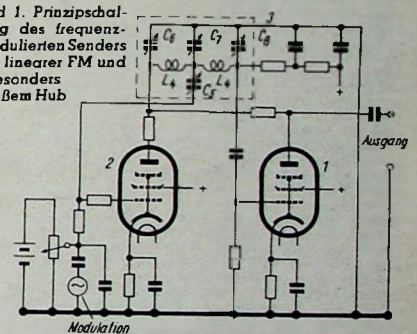 d 1. Prinzipschal-
g des frequenz-
dulierten Senders
linearer FM und
esonders
ßem Hub
3
C6
C7
C8
L4
L4
C5
+
Ausgang
2
+
1
+
Modulation